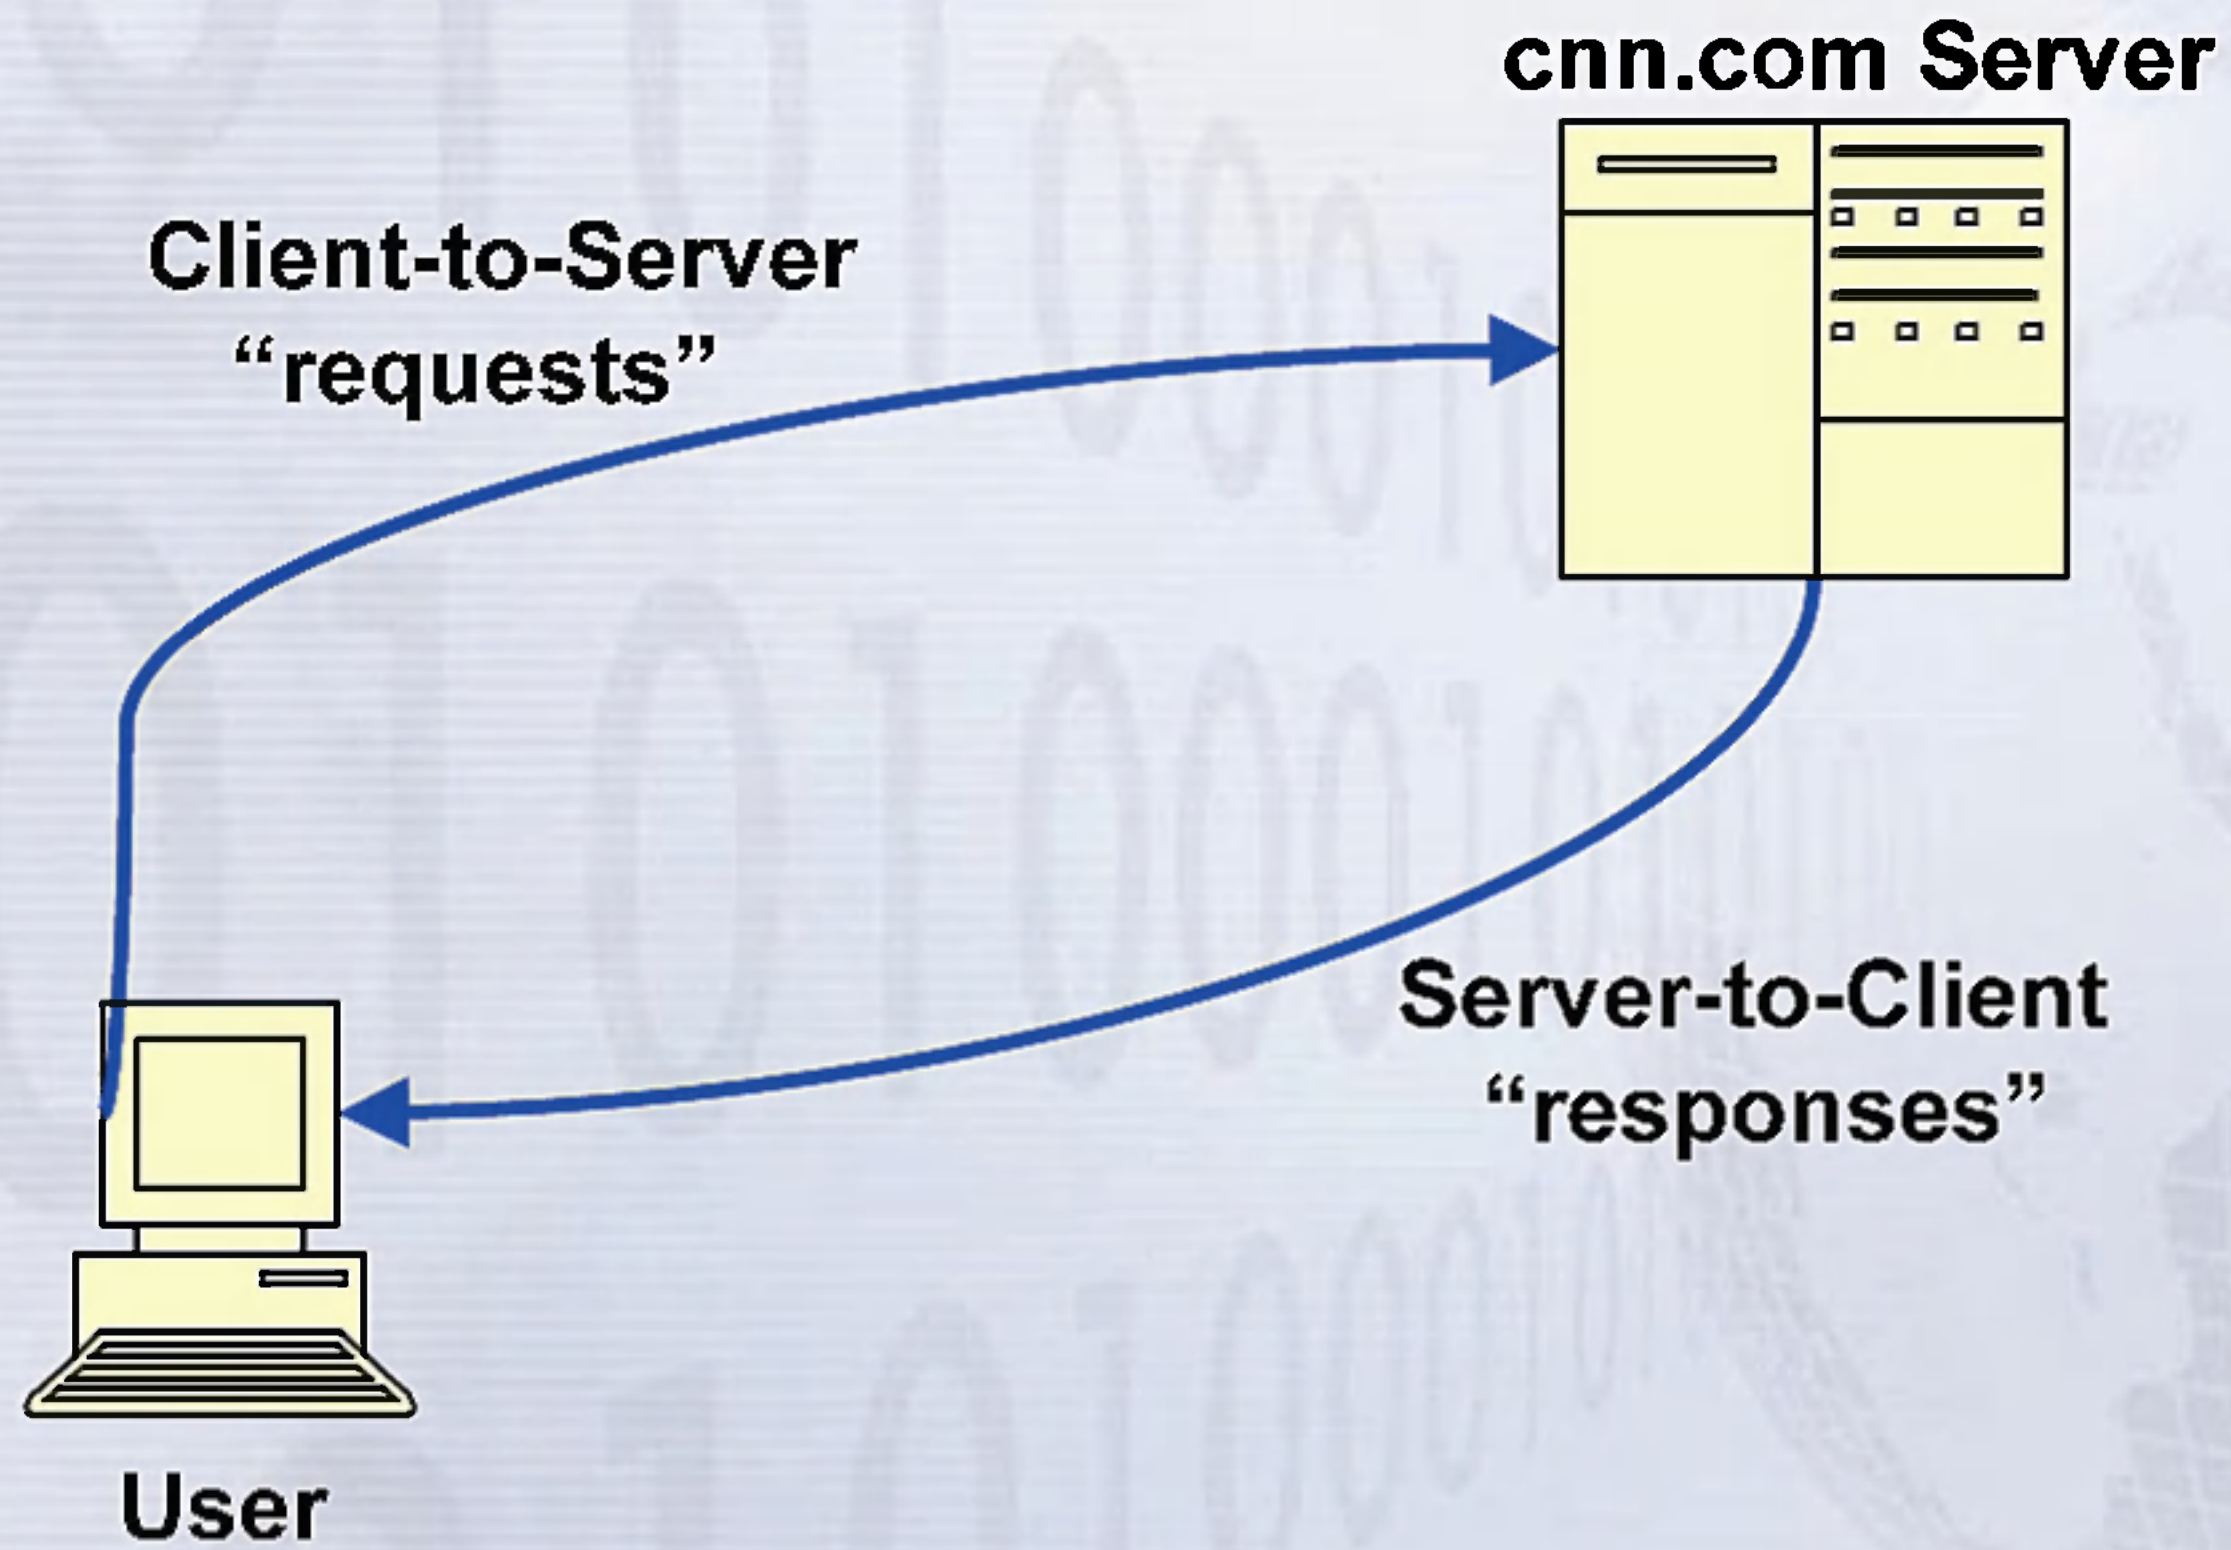 cnn.com Server
Client-to-Server
“requests”
Server-to-Client
“responses”
User